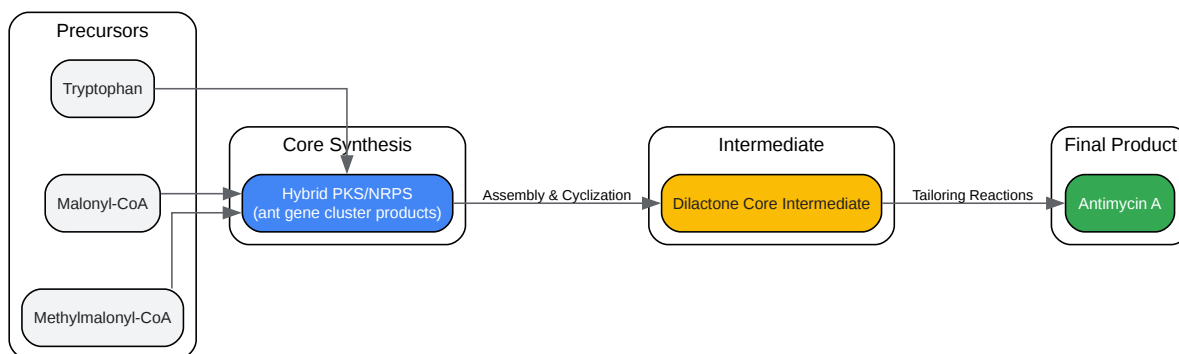 Precursors
Tryptophan
Malonyl-CoA
Methylmalonyl-CoA
Core Synthesis
Hybrid PKS/NRPS
(ant gene cluster products)
Assembly & Cyclization
Intermediate
Dilactone Core Intermediate
Tailoring Reactions
Final Product
Antimycin A